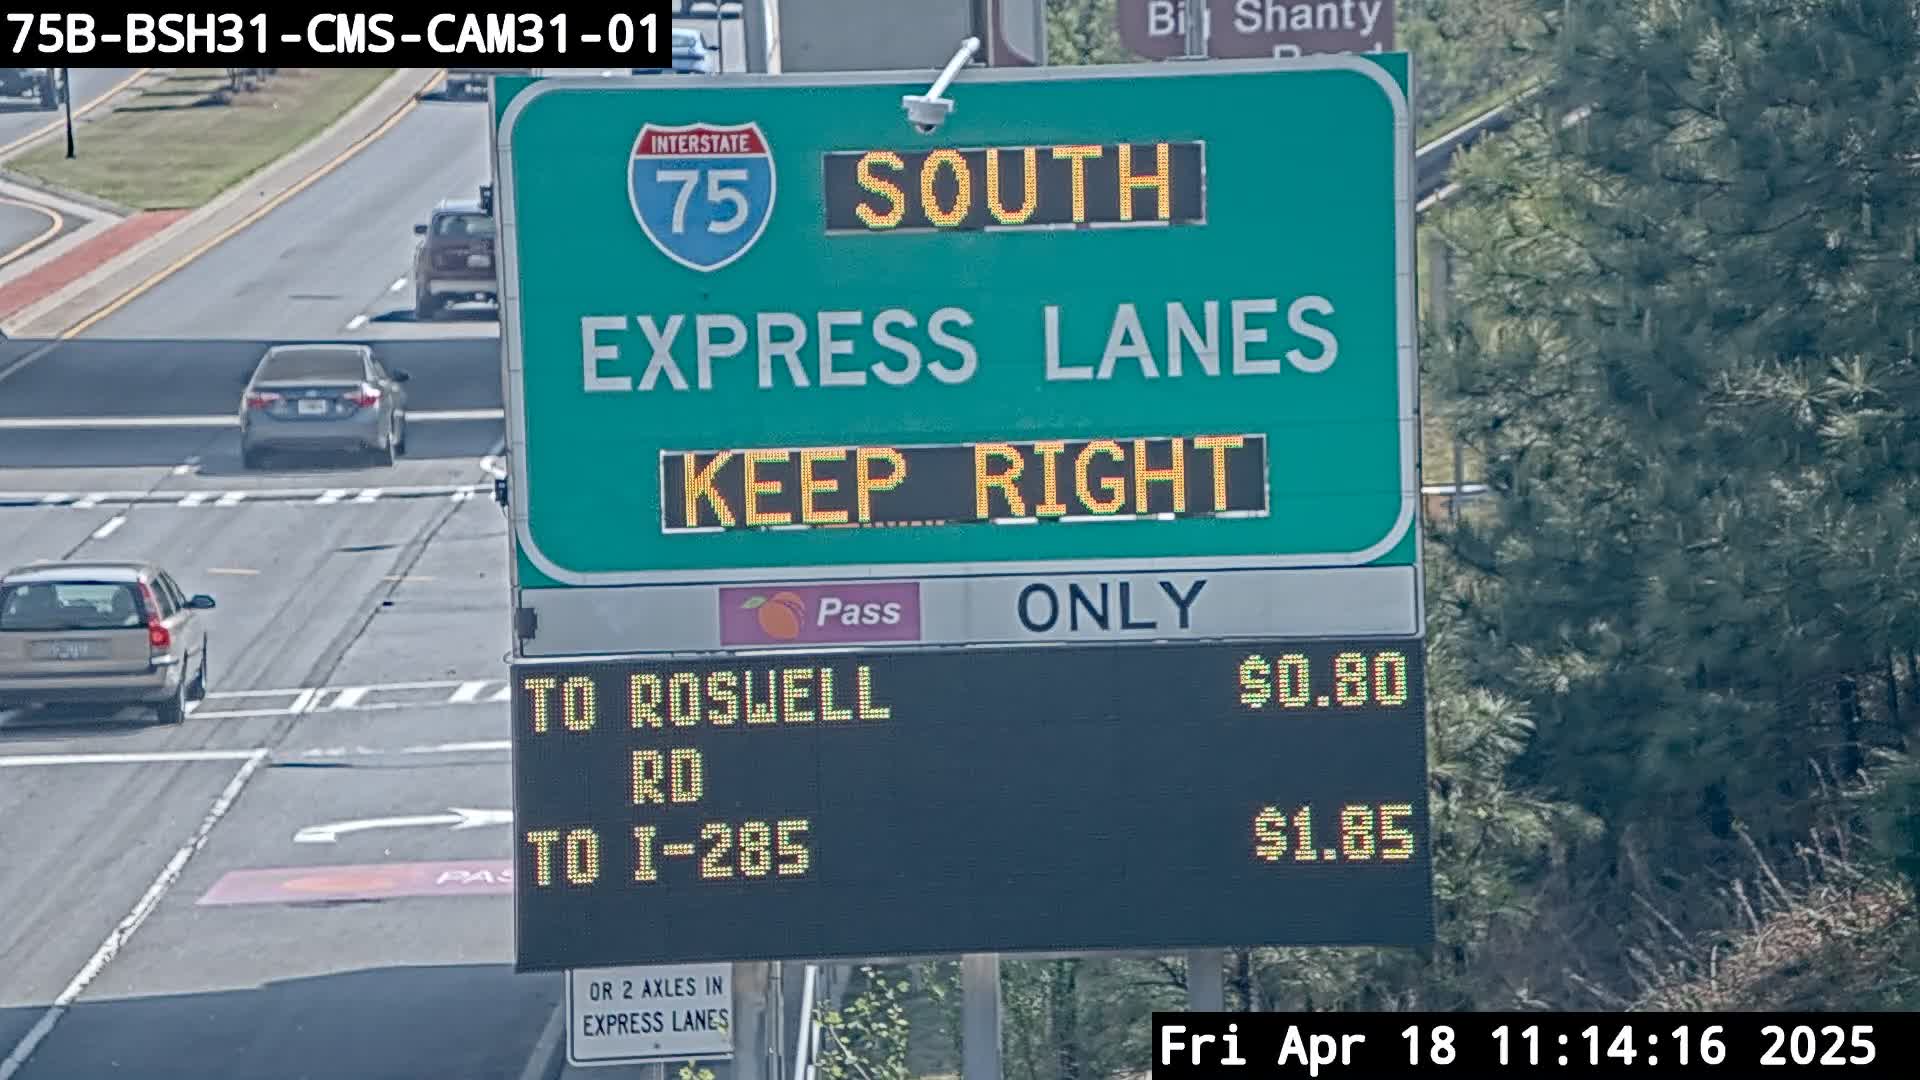 75B-BSH31-CMS-CAM31-01
Big Shanty
Road
INTERSTATE
75
SOUTH
EXPRESS LANES
KEEP RIGHT
Pass ONLY
TO ROSWELL $0.80
RD
TO I-285 $1.85
PAS
OR 2 AXLES IN
EXPRESS LANES
Fri Apr 18 11:14:16 2025